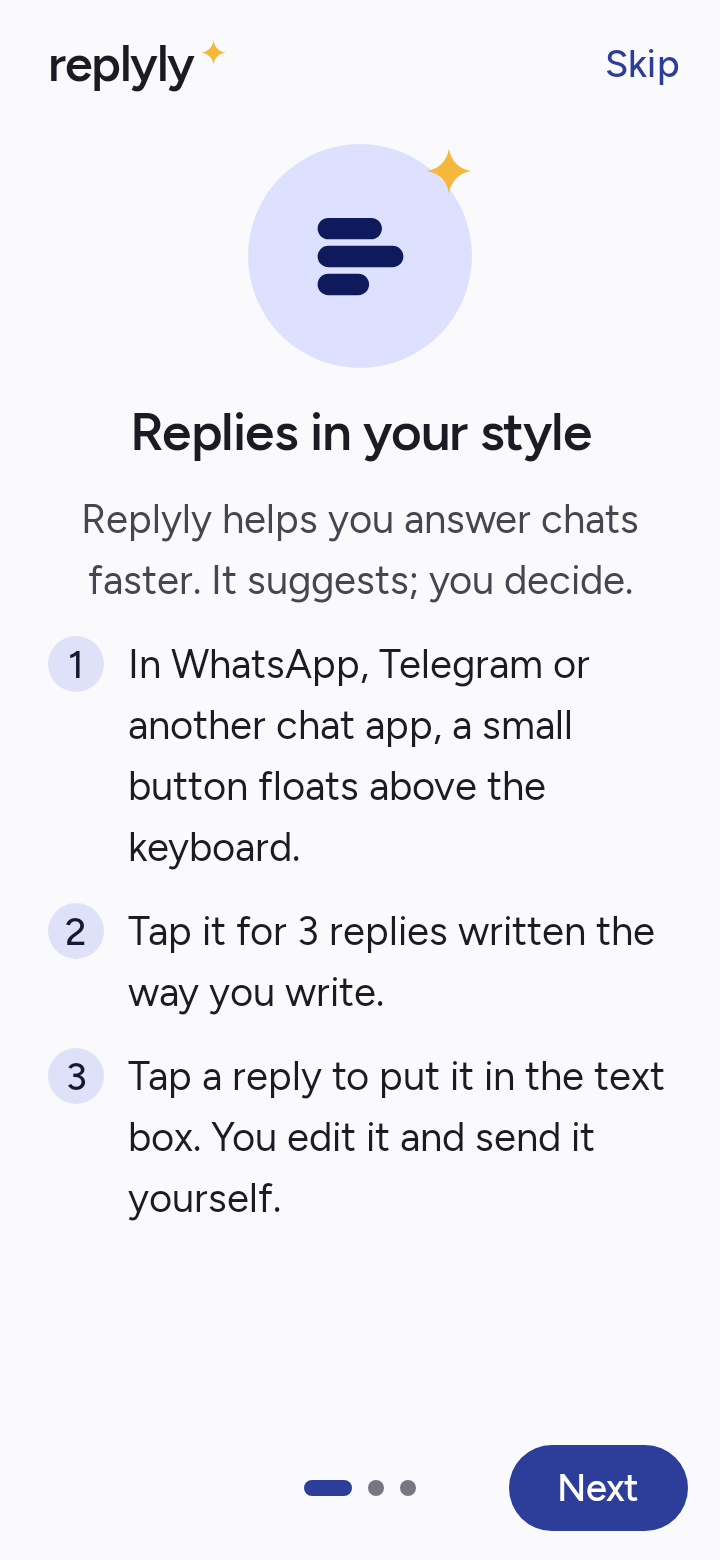 replyly
Skip
Replies in your style
Replyly helps you answer chats
faster. It suggests; you decide.
1
In WhatsApp, Telegram or
another chat app, a small
button floats above the
keyboard.
2
Tap it for 3 replies written the
way you write.
3
Tap a reply to put it in the text
box. You edit it and send it
yourself.
Next